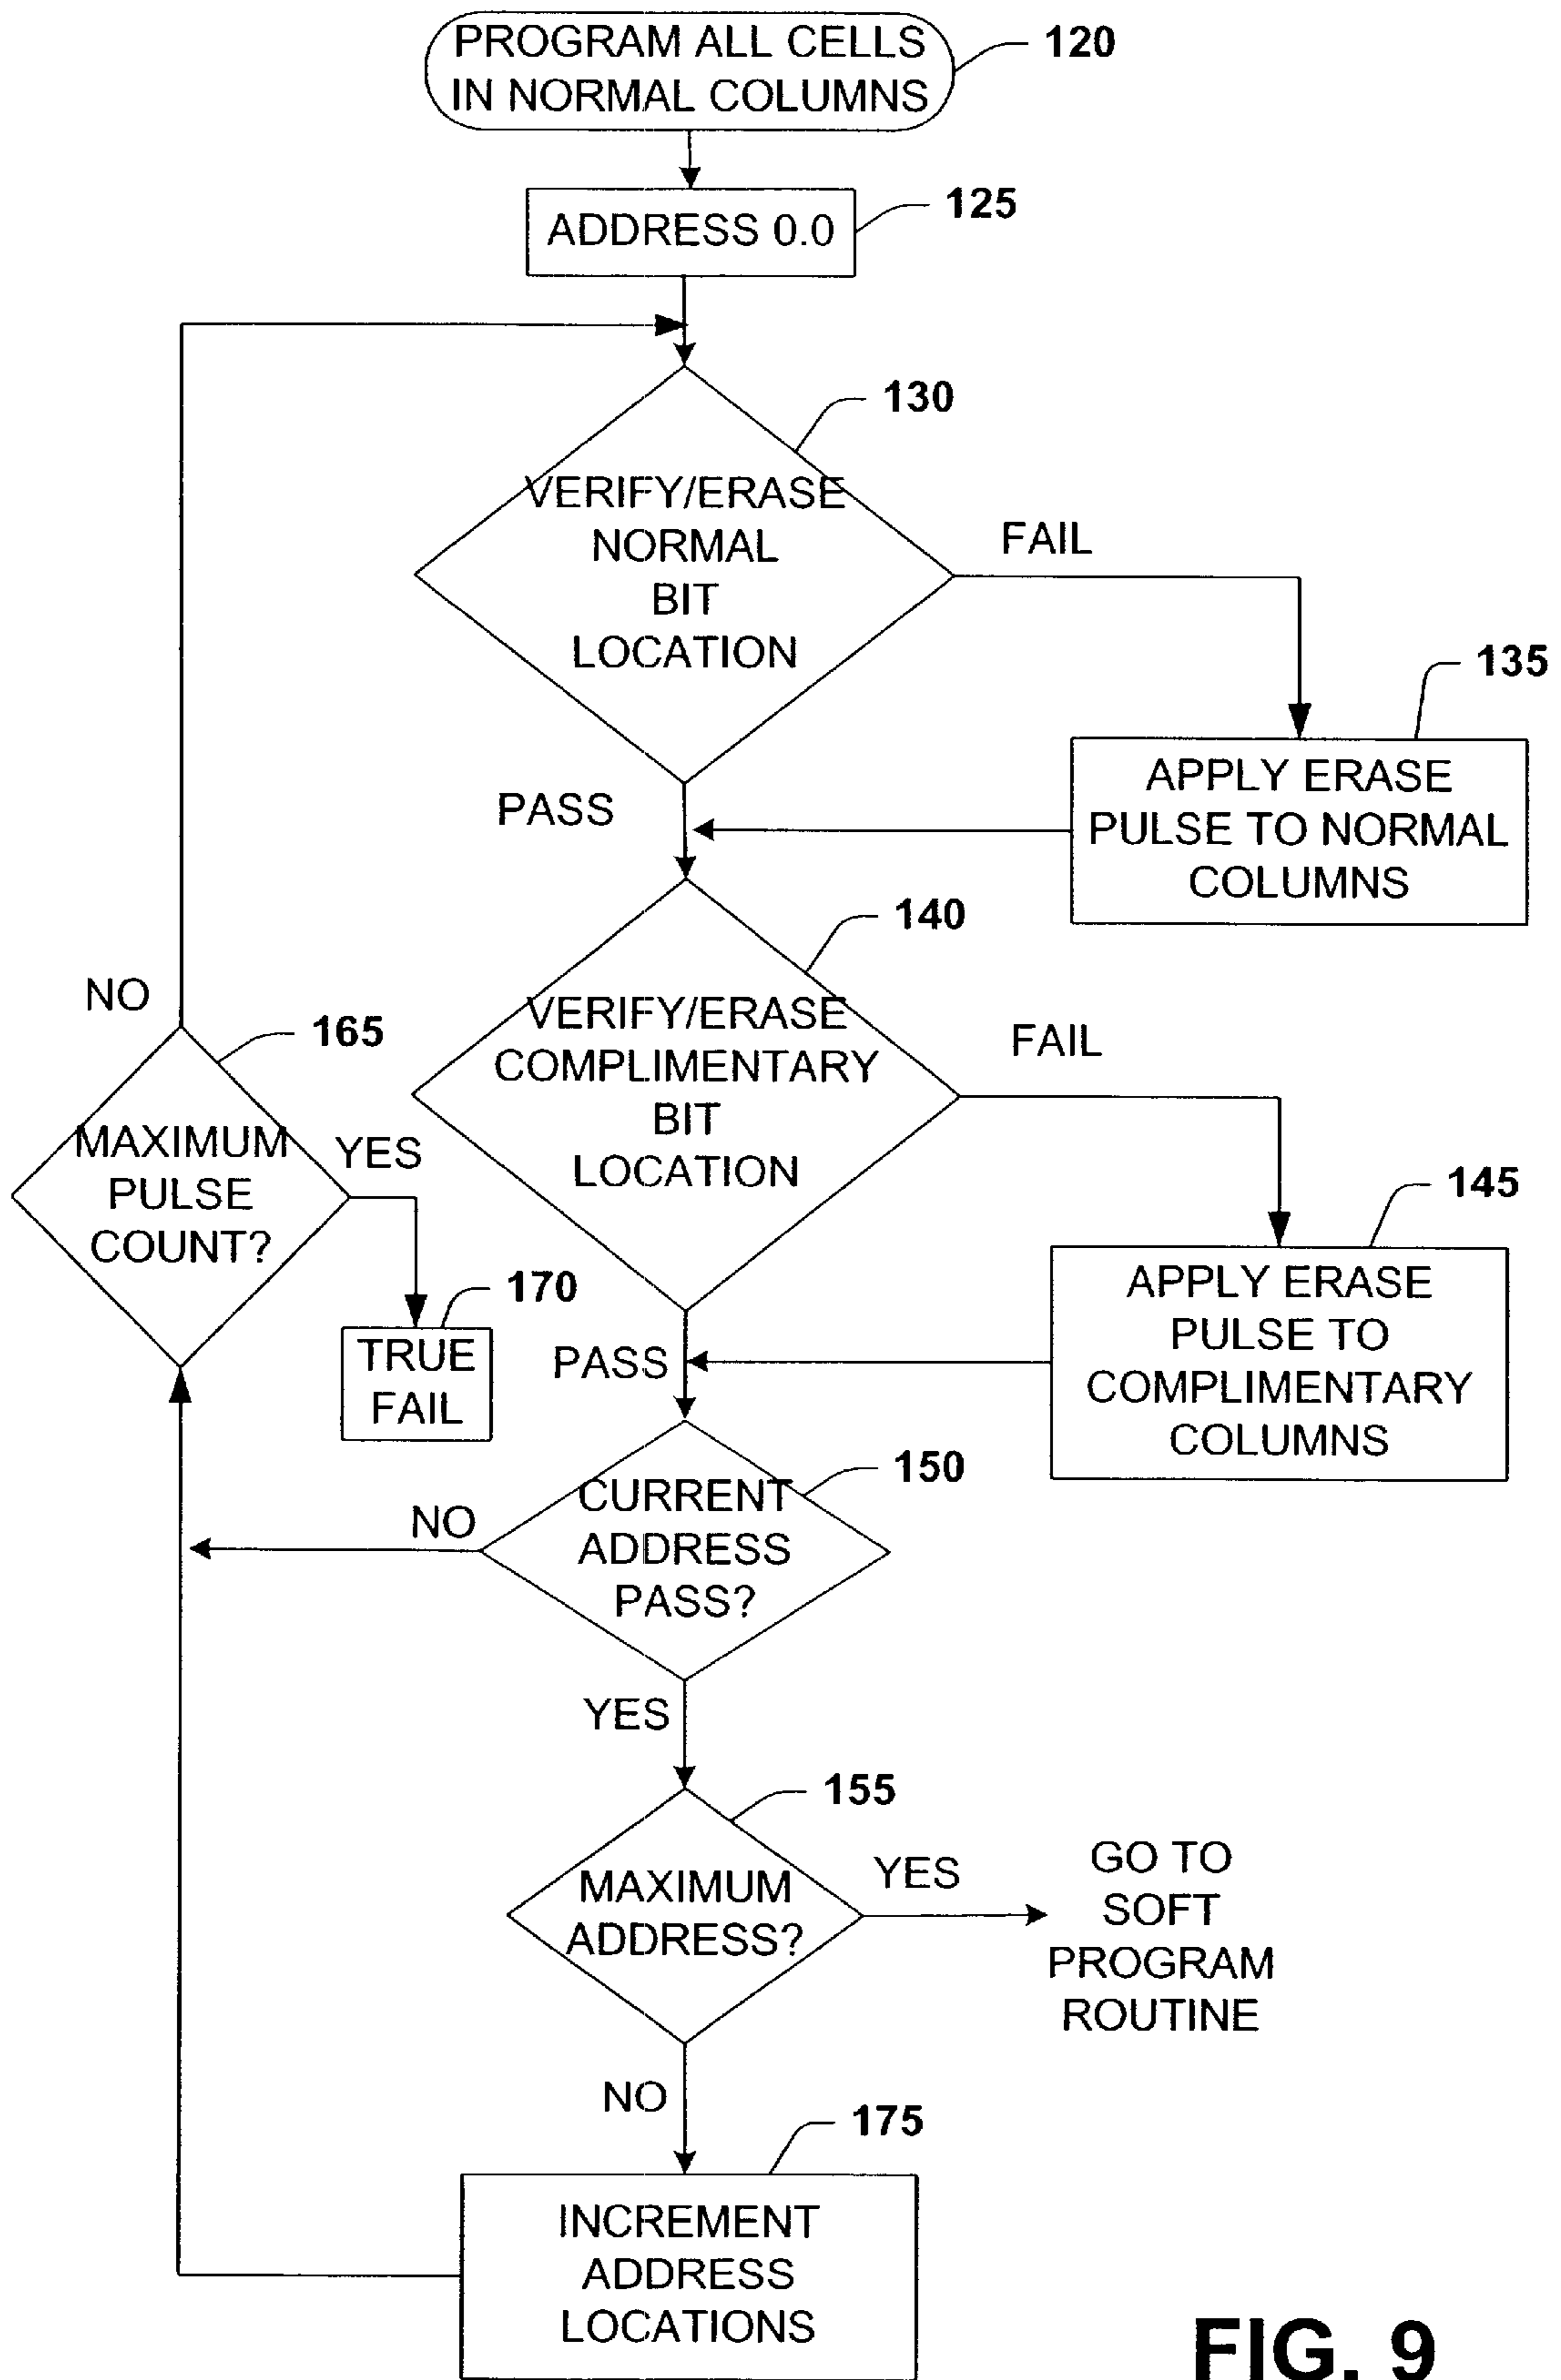 PROGRAM ALL CELLS
IN NORMAL COLUMNS
120
ADDRESS 0.0
125
130
VERIFY/ERASE
NORMAL
BIT
LOCATION
FAIL
135
APPLY ERASE
PULSE TO NORMAL
COLUMNS
PASS
140
VERIFY/ERASE
COMPLIMENTARY
BIT
LOCATION
FAIL
NO
165
MAXIMUM
PULSE
COUNT?
YES
170
TRUE
FAIL
145
APPLY ERASE
PULSE TO
COMPLIMENTARY
COLUMNS
PASS
150
CURRENT
ADDRESS
PASS?
NO
YES
155
MAXIMUM
ADDRESS?
YES
GO TO
SOFT
PROGRAM
ROUTINE
NO
175
INCREMENT
ADDRESS
LOCATIONS
FIG. 9